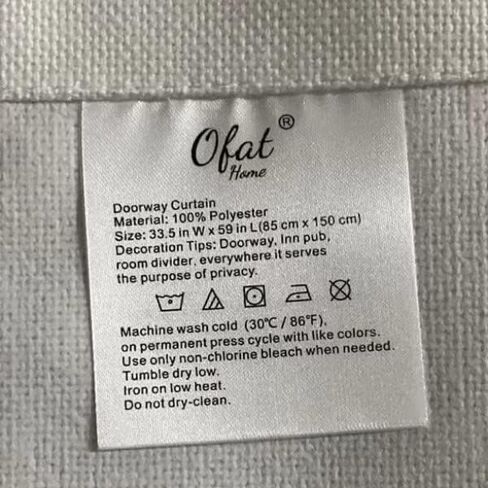 Ofat®
Home
Doorway Curtain
Material: 100% Polyester
Size: 33.5 in W x 59 in L(85 cm x 150 cm)
Decoration Tips: Doorway, Inn pub,
room divider, everywhere it serves
the purpose of privacy.
Machine wash cold (30℃ / 86℉),
on permanent press cycle with like colors.
Use only non-chlorine bleach when needed.
Tumble dry low.
Iron on low heat.
Do not dry-clean.